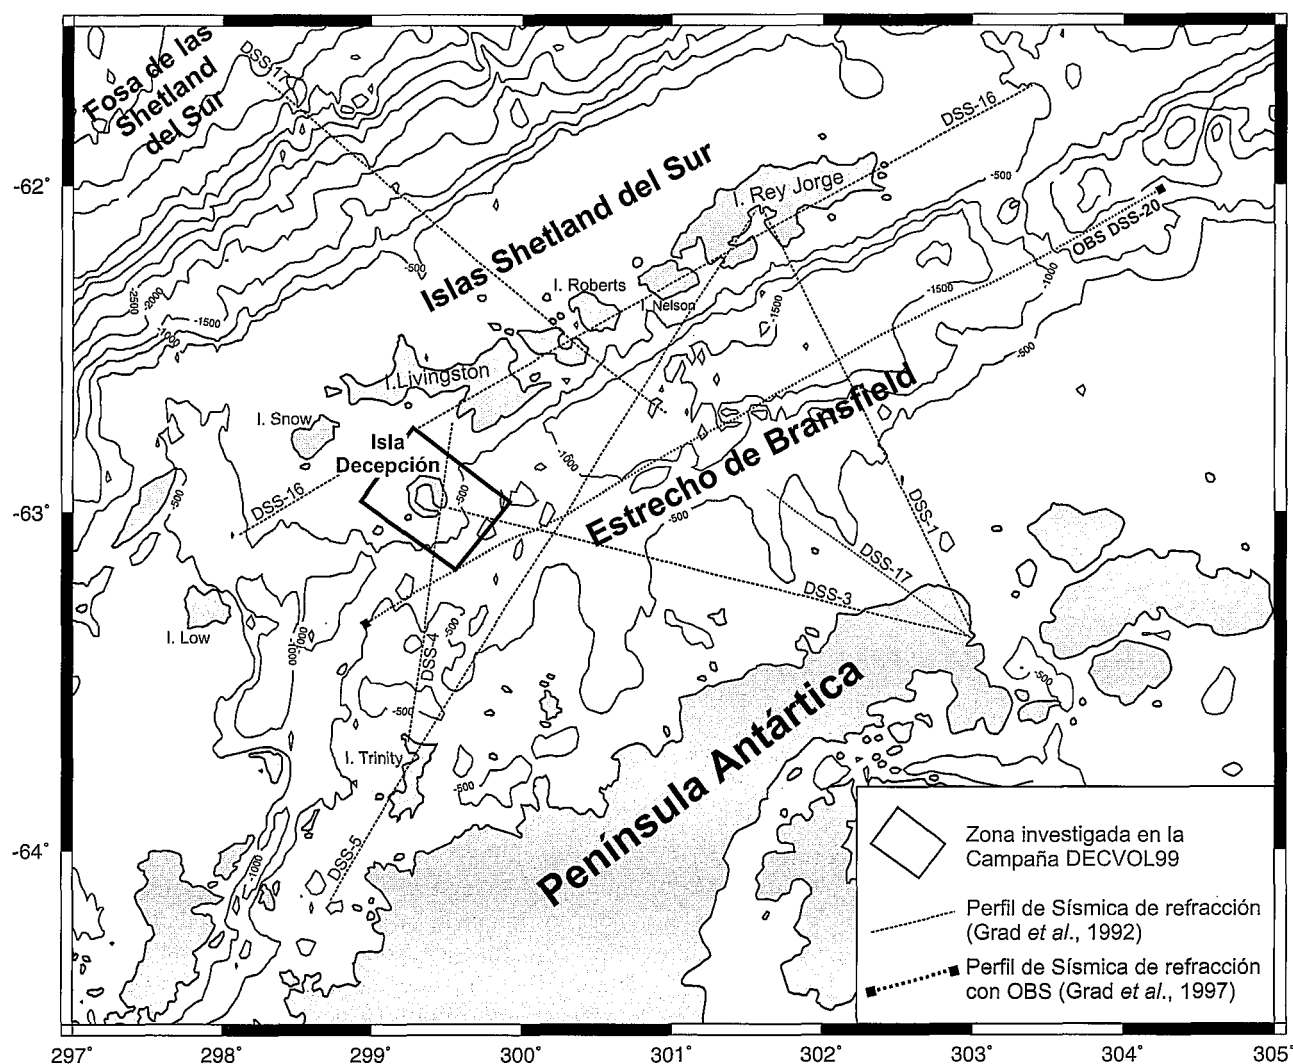 Fosa de las
Shetland
del Sur
DSS-17
DSS-16
-62˚
-500
I. Rey Jorge
Islas Shetland del Sur
OBS DSS-20
-500
-1000
-2500
-2000
-1500
-1000
I. Roberts
I. Nelson
-1500
-1500
-500
I.Livingston
I. Snow
Isla
Decepción
Estrecho de Bransfield
-1000
-500
-500
DSS-16
-63˚
-500
DSS-1
DSS-17
DSS-3
I. Low
-1000
-1000
DSS-4
-500
-500
-500
I. Trinity
-500
Península Antártica
-64˚
-1000
DSS-5
Zona investigada en la
Campaña DECVOL99
Perfil de Sísmica de refracción
(Grad et al., 1992)
Perfil de Sísmica de refracción
con OBS (Grad et al., 1997)
297˚ 298˚ 299˚ 300˚ 301˚ 302˚ 303˚ 304˚ 305˚